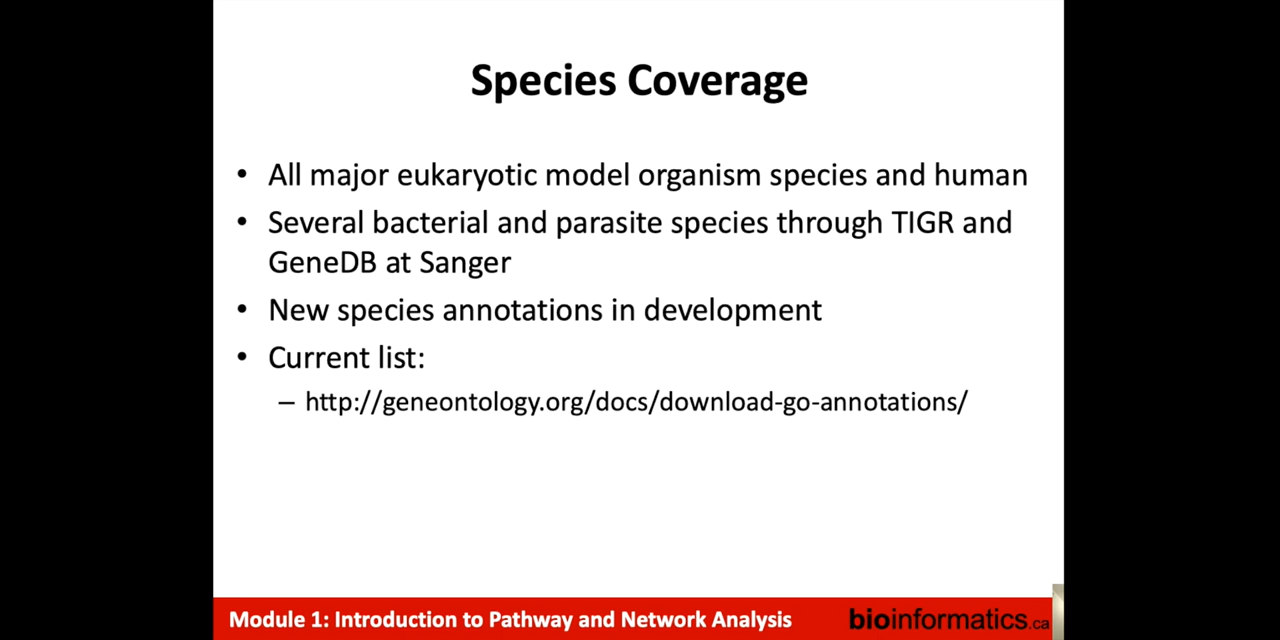 Species Coverage
• All major eukaryotic model organism species and human
• Several bacterial and parasite species through TIGR and
GeneDB at Sanger
• New species annotations in development
• Current list:
– http://geneontology.org/docs/download-go-annotations/
Module 1: Introduction to Pathway and Network Analysis
bioinformatics.ca